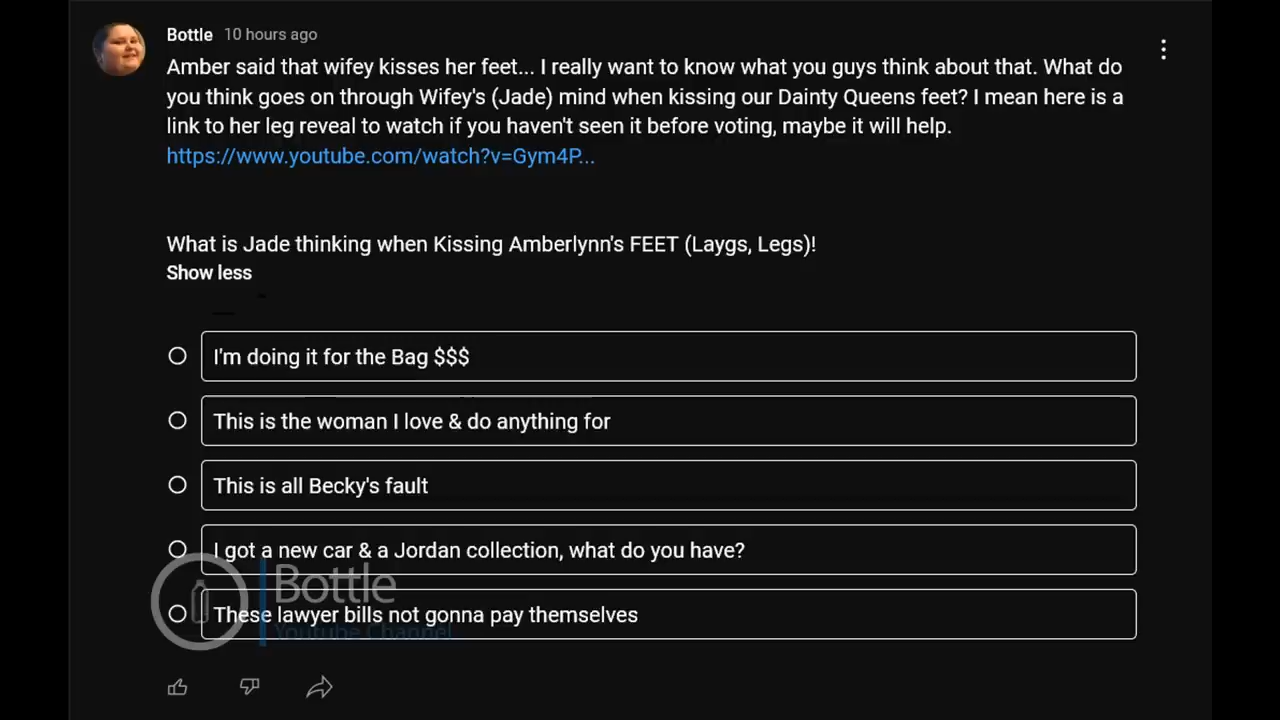 Bottle 10 hours ago
Amber said that wifey kisses her feet... I really want to know what you guys think about that. What do
you think goes on through Wifey's (Jade) mind when kissing our Dainty Queens feet? I mean here is a
link to her leg reveal to watch if you haven't seen it before voting, maybe it will help.
https://www.youtube.com/watch?v=Gym4P...
What is Jade thinking when Kissing Amberlynn's FEET (Laygs, Legs)!
Show less
I'm doing it for the Bag $$$
This is the woman I love & do anything for
This is all Becky's fault
I got a new car & a Jordan collection, what do you have?
Bottle
These lawyer bills not gonna pay themselves
Youtube Channel